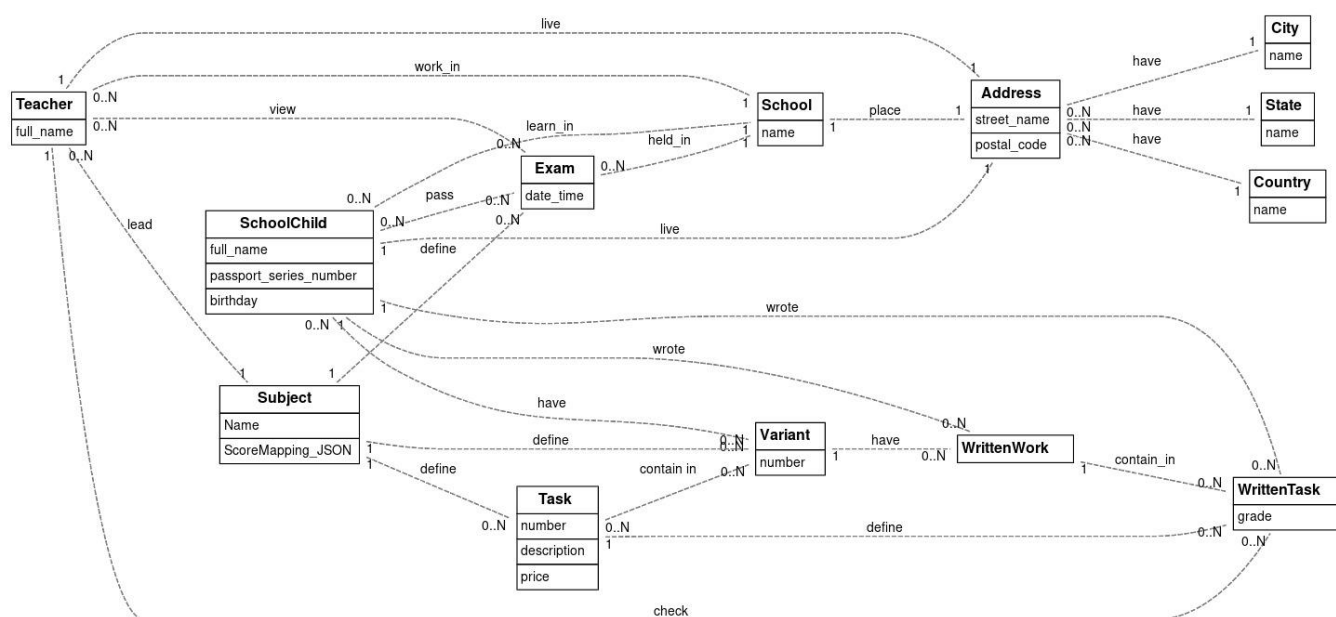 live
City
1
have
name
1
work_in
1
Teacher
0..N
School
1
Address
State
full_name
0..N
view
name
1
place
1
street_name
0..N
have
1
name
postal_code
0..N
0..N
have
Country
1
name
1
0..N
learn_in
0..N
held_in
1
1
0..N
Exam
date_time
1
lead
SchoolChild
0..N
pass
0..N
0..N
0..N
full_name
1
define
live
passport_series_number
birthday
1
wrote
0..N
1
wrote
1
1
Subject
Name
ScoreMapping_JSON
have
1
define
0..N
0..N
Variant
number
1
have
0..N
0..N
WrittenWork
1
contain_in
0..N
0..N
WrittenTask
grade
1
define
contain in
0..N
Task
0..N
number
description
price
0..N
1
define
0..N
0..N
check